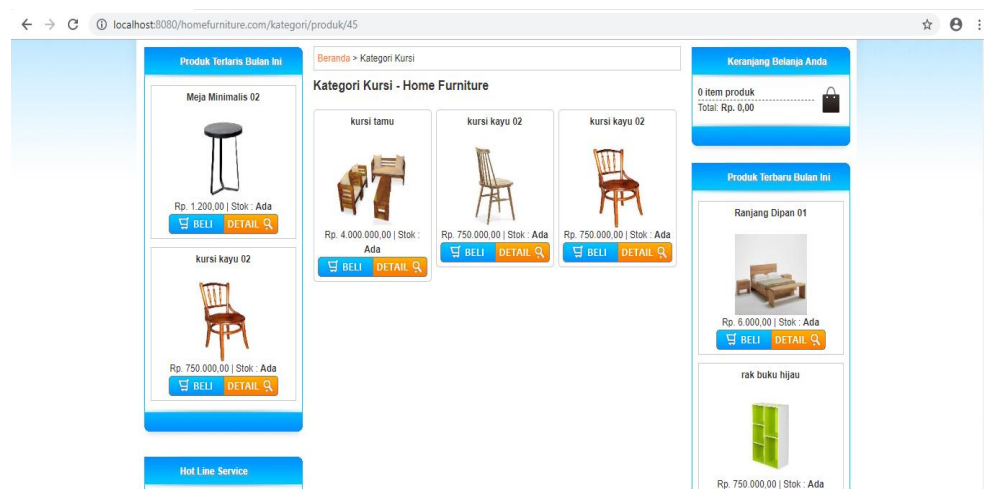 localhost:8080/homefurniture.com/kategori/produk/45
Produk Terlaris Bulan Ini
Meja Minimalis 02
Rp. 1.200,00 | Stok : Ada
BELI DETAIL
kursi kayu 02
Rp. 750.000,00 | Stok : Ada
BELI DETAIL
Hot Line Service
Beranda > Kategori Kursi
Kategori Kursi - Home Furniture
kursi tamu
Rp. 4.000.000,00 | Stok :
Ada
BELI DETAIL
kursi kayu 02
Rp. 750.000,00 | Stok : Ada
BELI DETAIL
kursi kayu 02
Rp. 750.000,00 | Stok : Ada
BELI DETAIL
Keranjang Belanja Anda
0 item produk
Total: Rp. 0,00
Produk Terbaru Bulan Ini
Ranjang Dipan 01
Rp. 6.000,00 | Stok : Ada
BELI DETAIL
rak buku hijau
Rp. 750.000,00 | Stok : Ada